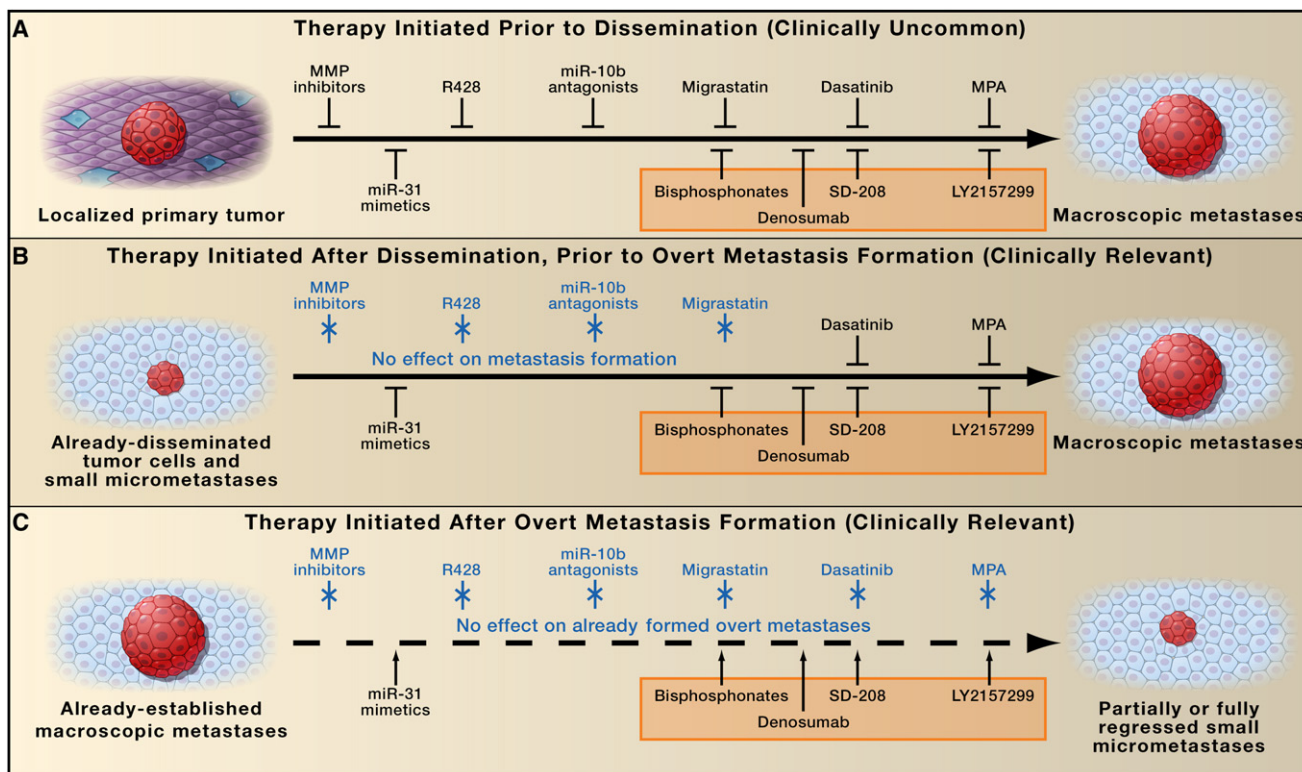 A
Therapy Initiated Prior to Dissemination (Clinically Uncommon)
MMP
inhibitors
R428
miR-10b
antagonists
Migrastatin
Dasatinib
MPA
miR-31
mimetics
Bisphosphonates
Denosumab
SD-208
LY2157299
Localized primary tumor
Macroscopic metastases
B
Therapy Initiated After Dissemination, Prior to Overt Metastasis Formation (Clinically Relevant)
MMP
inhibitors
R428
miR-10b
antagonists
Migrastatin
Dasatinib
MPA
No effect on metastasis formation
miR-31
mimetics
Bisphosphonates
Denosumab
SD-208
LY2157299
Already-disseminated
tumor cells and
small micrometastases
Macroscopic metastases
C
Therapy Initiated After Overt Metastasis Formation (Clinically Relevant)
MMP
inhibitors
R428
miR-10b
antagonists
Migrastatin
Dasatinib
MPA
No effect on already formed overt metastases
miR-31
mimetics
Bisphosphonates
Denosumab
SD-208
LY2157299
Already-established
macroscopic metastases
Partially or fully
regressed small
micrometastases